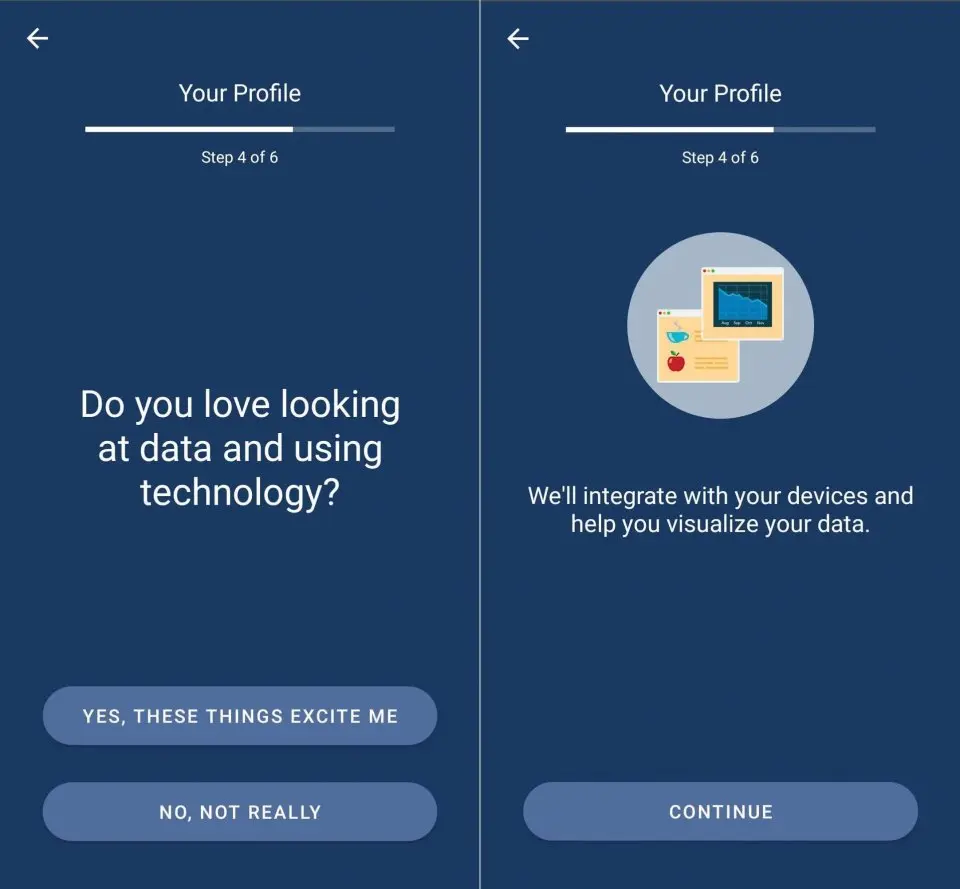 Your Profile
Step 4 of 6
Do you love looking
at data and using
technology?
YES, THESE THINGS EXCITE ME
NO, NOT REALLY
Your Profile
Step 4 of 6
Aug Sep Oct Nov
We'll integrate with your devices and
help you visualize your data.
CONTINUE